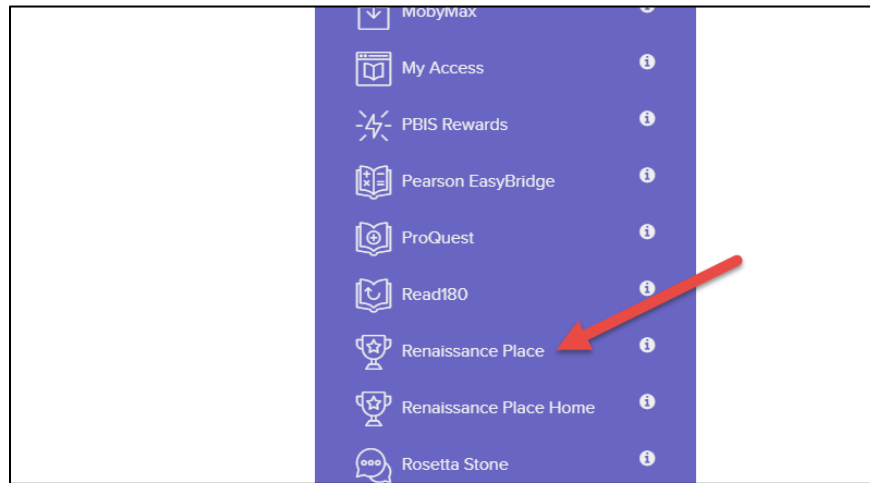 MobyMax
My Access
PBIS Rewards
Pearson EasyBridge
ProQuest
Read180
Renaissance Place
Renaissance Place Home
Rosetta Stone